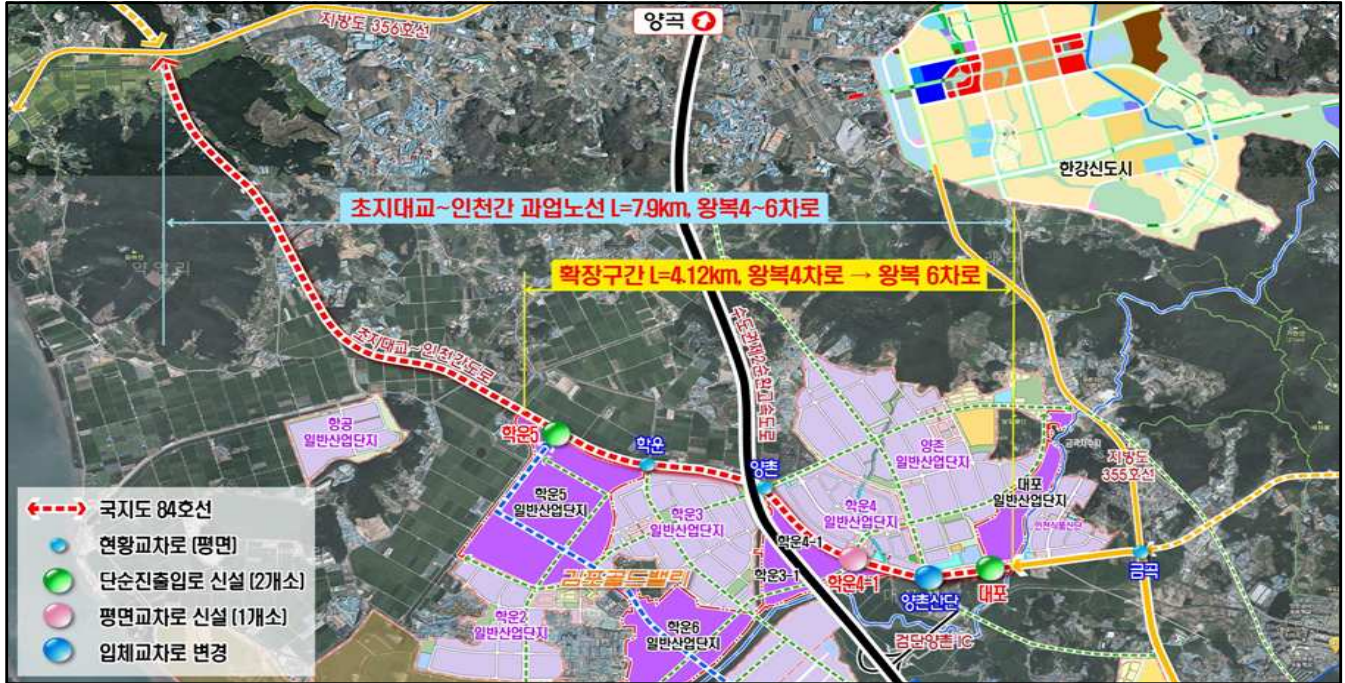 지방도 356호선
양곡
한강신도시
초지대교~인천간 과업노선 L=7.9km, 왕복4~6차로
확장구간 L=4.12km, 왕복4차로 → 왕복 6차로
약암리
초지대교~인천간도로
수도권제2순환고속도로
항공
일반산업단지
학운5
학운
양촌
양촌
일반산업단지
지방도
355호선
대포
일반산업단지
학운5
일반산업단지
학운3
일반산업단지
학운4
일반산업단지
인천식품산단
학운4-1
학운3-1
학운4-1
양촌산단
대포
금곡
김포골드밸리
학운2
일반산업단지
학운6
일반산업단지
검단양촌 IC
국지도 84호선
현황교차로 (평면)
단순진출입로 신설 (2개소)
평면교차로 신설 (1개소)
입체교차로 변경